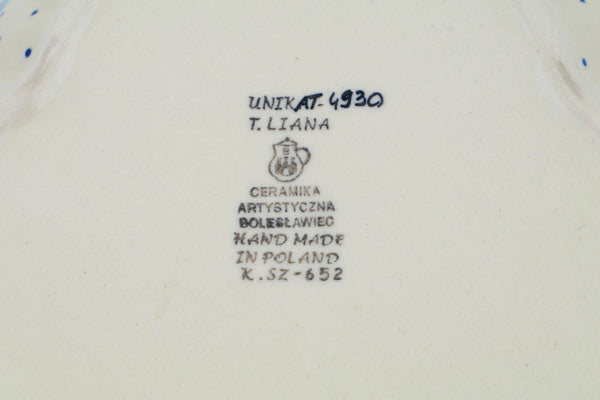 UNIKAT-4930
T. LIANA
CERAMIKA
ARTYSTYCZNA
BOLESŁAWIEC
HAND MADE
IN POLAND
K.SZ-652